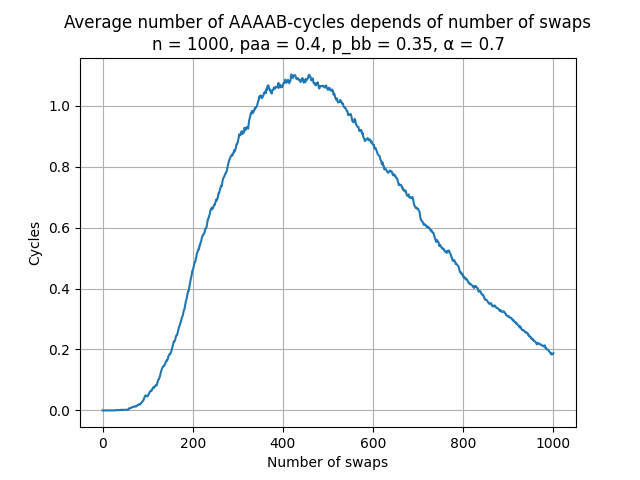 Average number of AAAAB-cycles depends of number of swaps
n = 1000, paa = 0.4, p_bb = 0.35, α = 0.7
1.0
0.8
0.6
0.4
0.2
0.0
Cycles
0 200 400 600 800 1000
Number of swaps